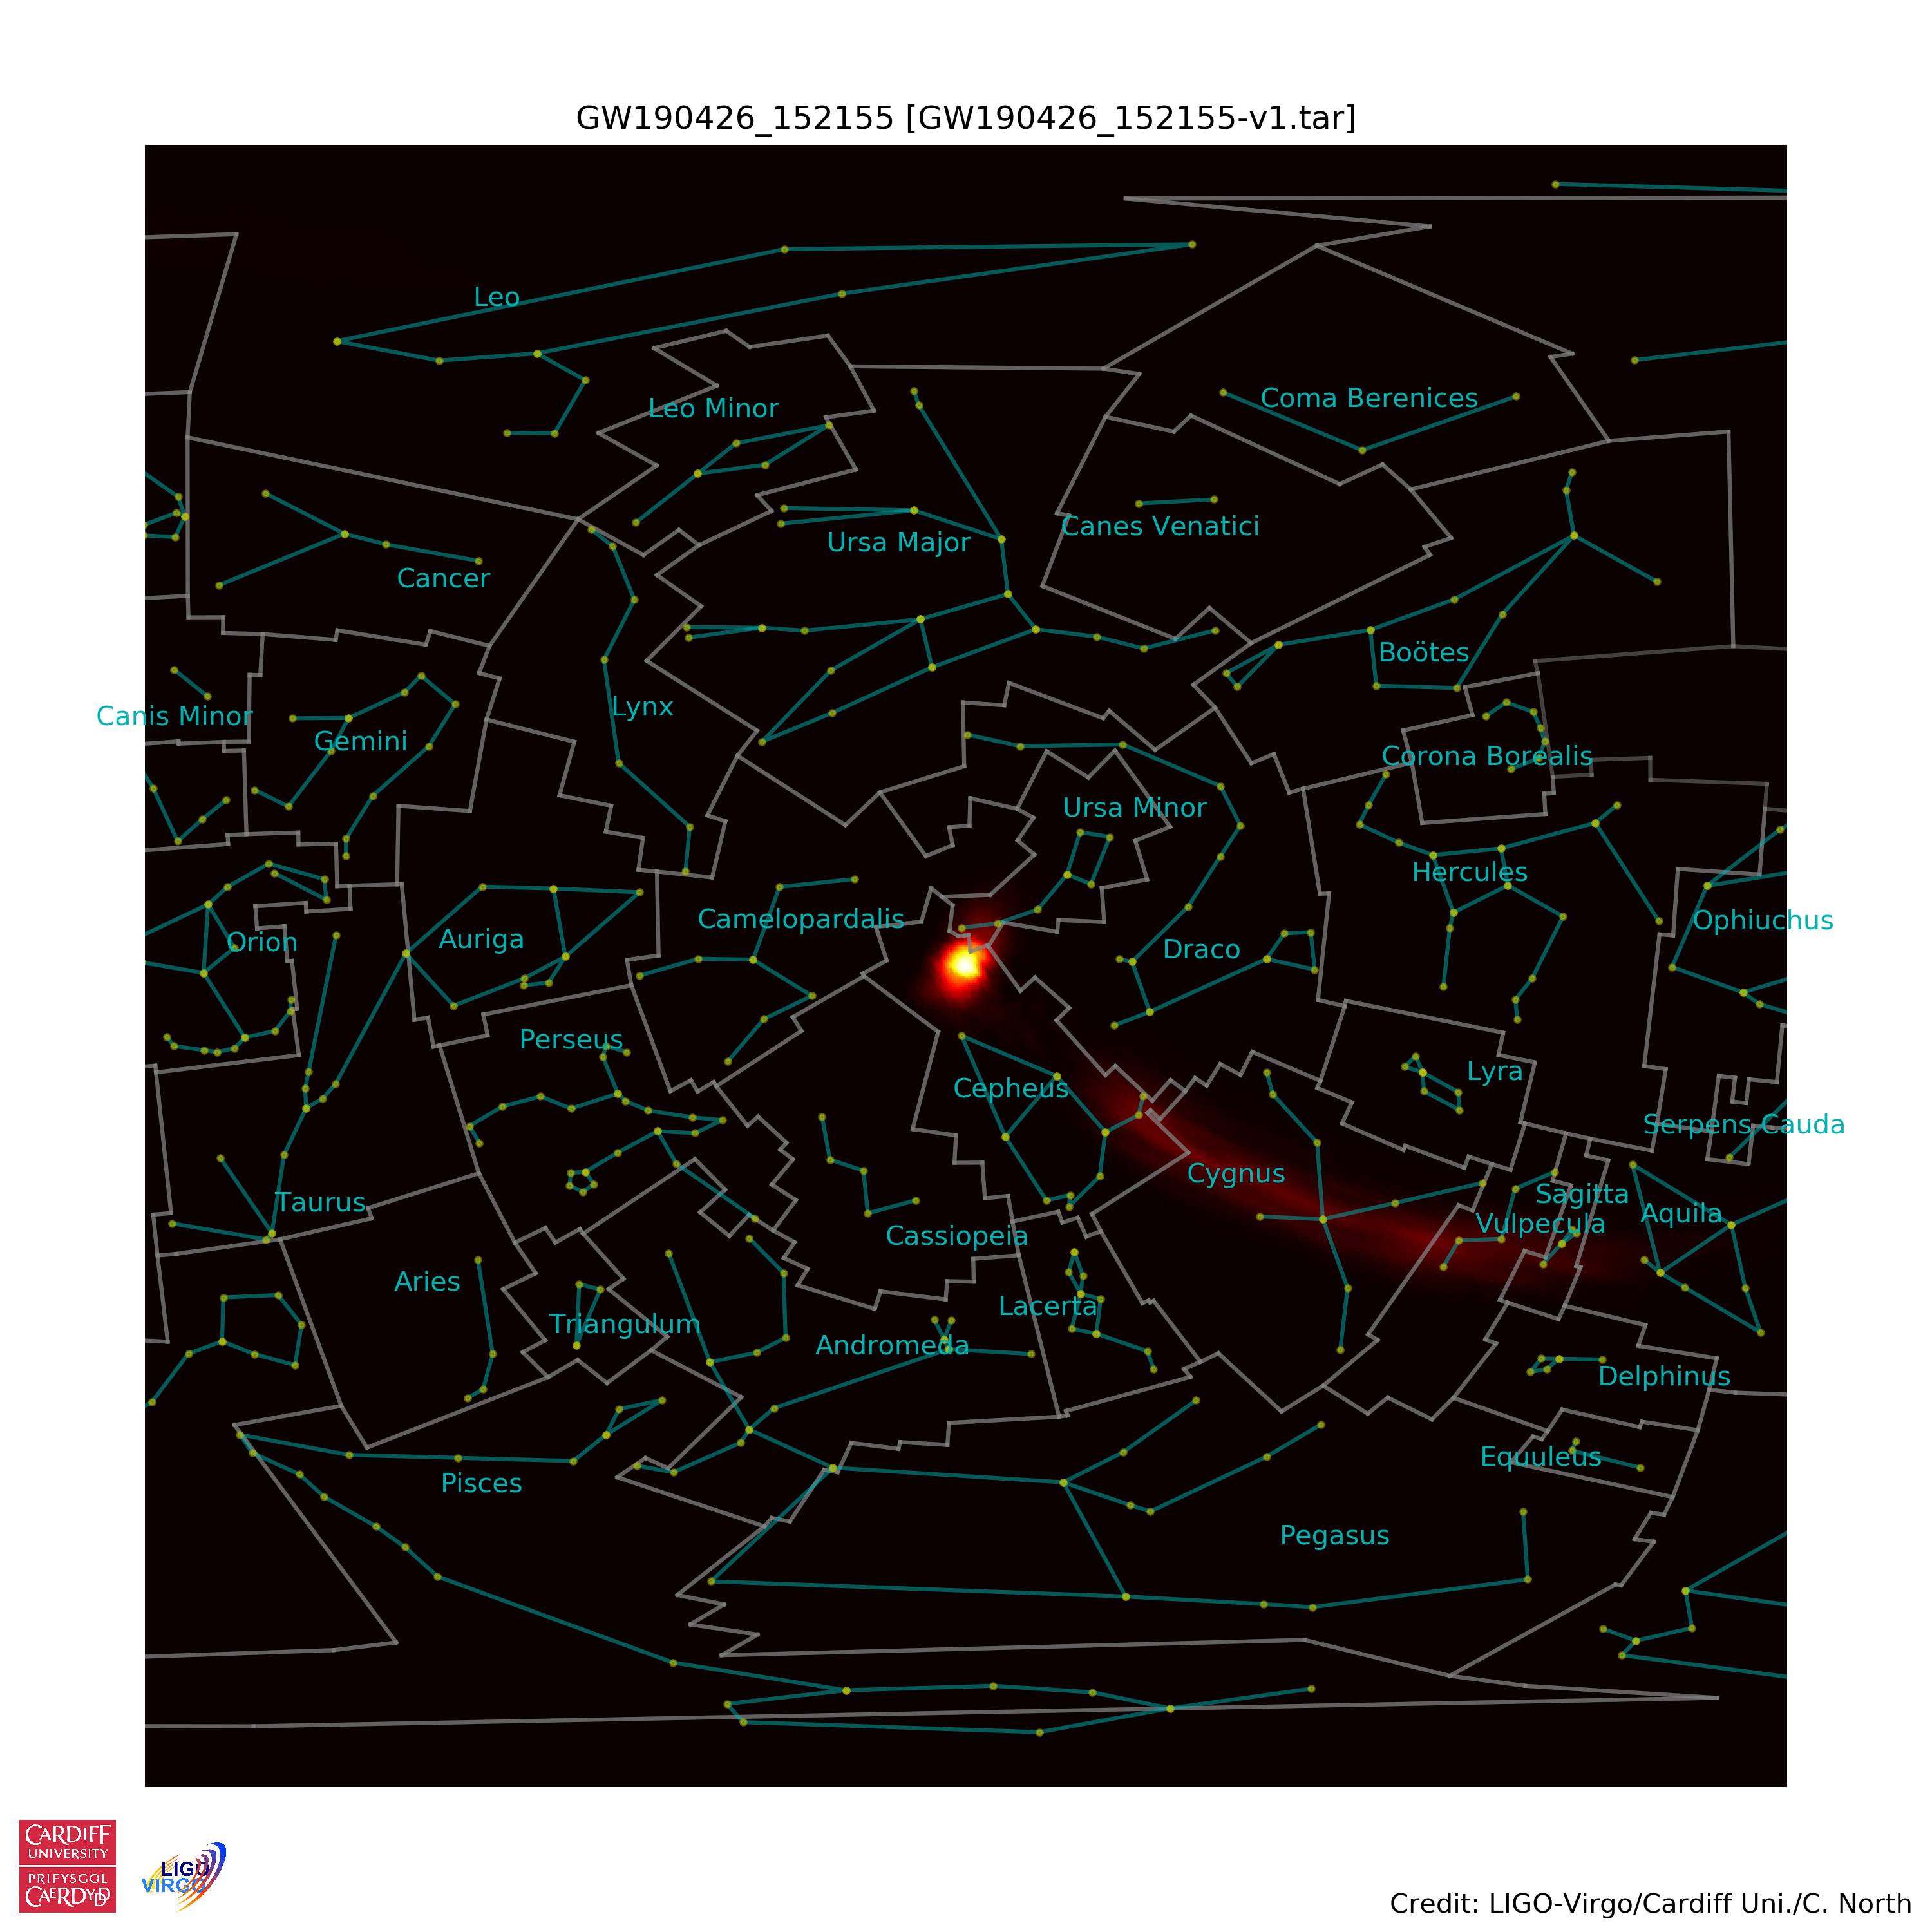 GW190426_152155 [GW190426_152155-v1.tar]
Leo
Leo Minor
Coma Berenices
Canes Venatici
Ursa Major
Cancer
Boötes
Lynx
Canis Minor
Gemini
Corona Borealis
Ursa Minor
Hercules
Camelopardalis
Ophiuchus
Orion
Auriga
Draco
Perseus
Lyra
Cepheus
Serpens Cauda
Cygnus
Sagitta
Taurus
Vulpecula
Aquila
Cassiopeia
Aries
Lacerta
Triangulum
Andromeda
Delphinus
Equuleus
Pisces
Pegasus
CARDIFF
UNIVERSITY
PRIFYSGOL
CAERDYDD
LIGO
VIRGO
Credit: LIGO-Virgo/Cardiff Uni./C. North